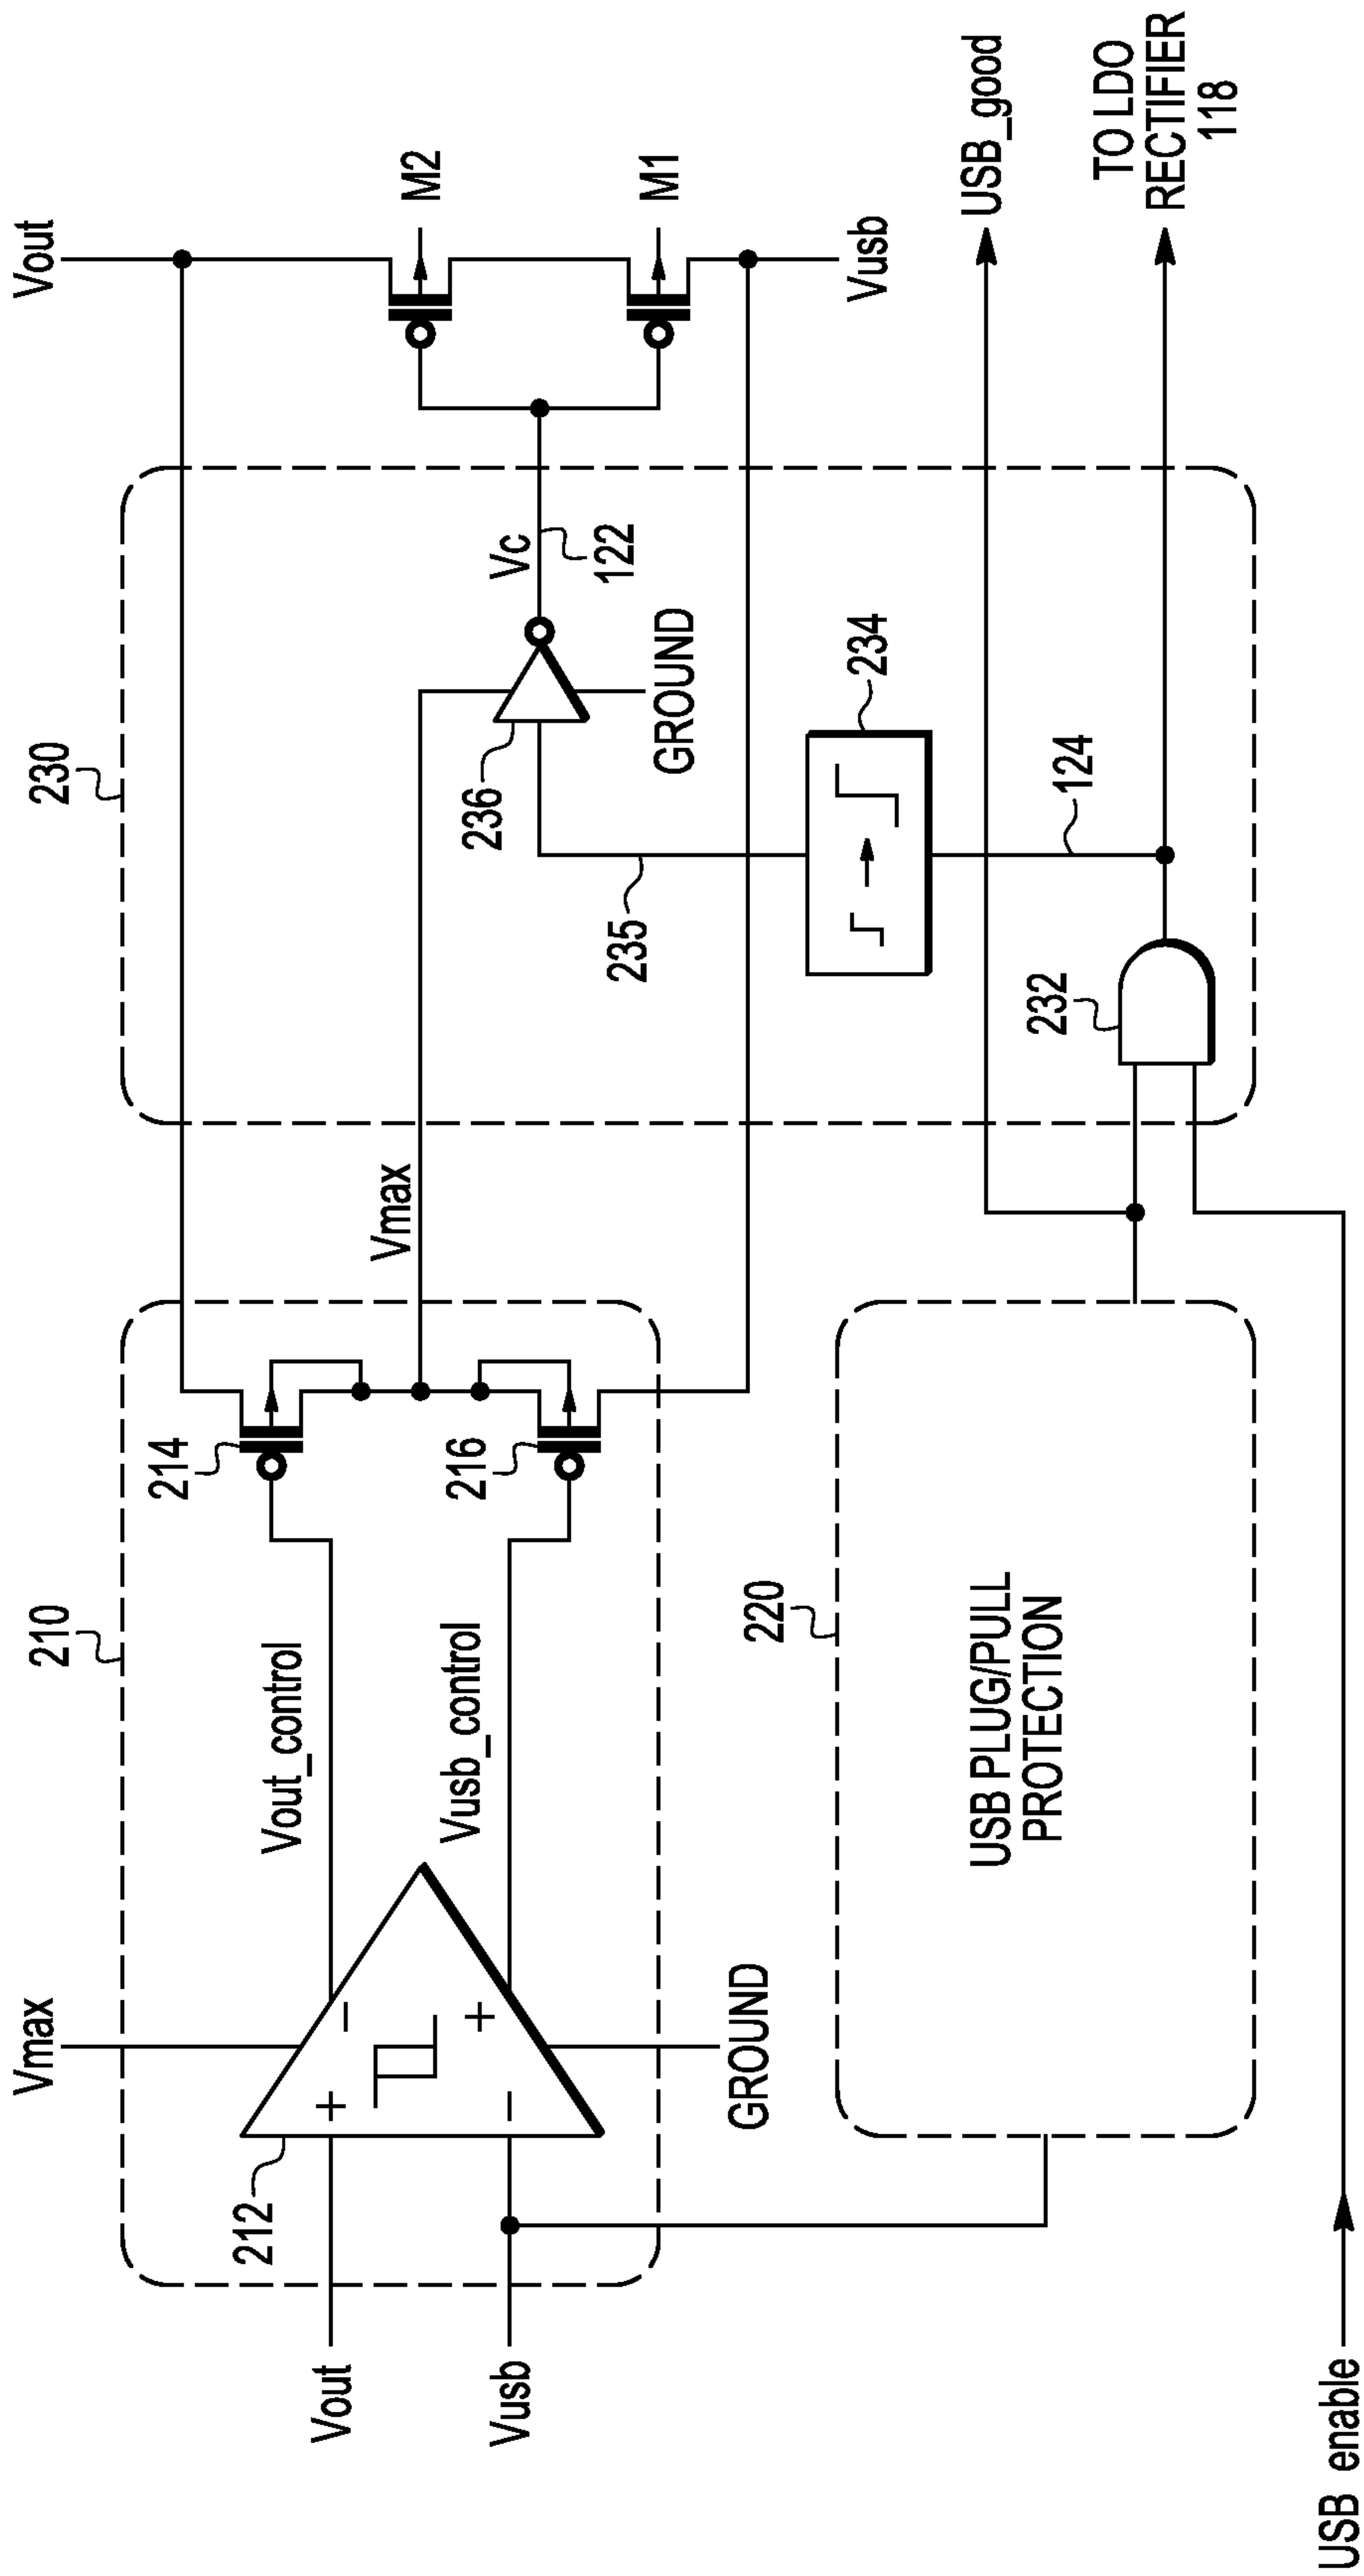 Vout
M2
M1
Vusb
USB_good
TO LDO
RECTIFIER
118
230
Vc
122
236
GROUND
234
235
124
232
Vmax
210
214
216
Vout_control
Vusb_control
Vmax
+
−
−
+
212
GROUND
Vout
Vusb
220
USB PLUG/PULL
PROTECTION
USB enable